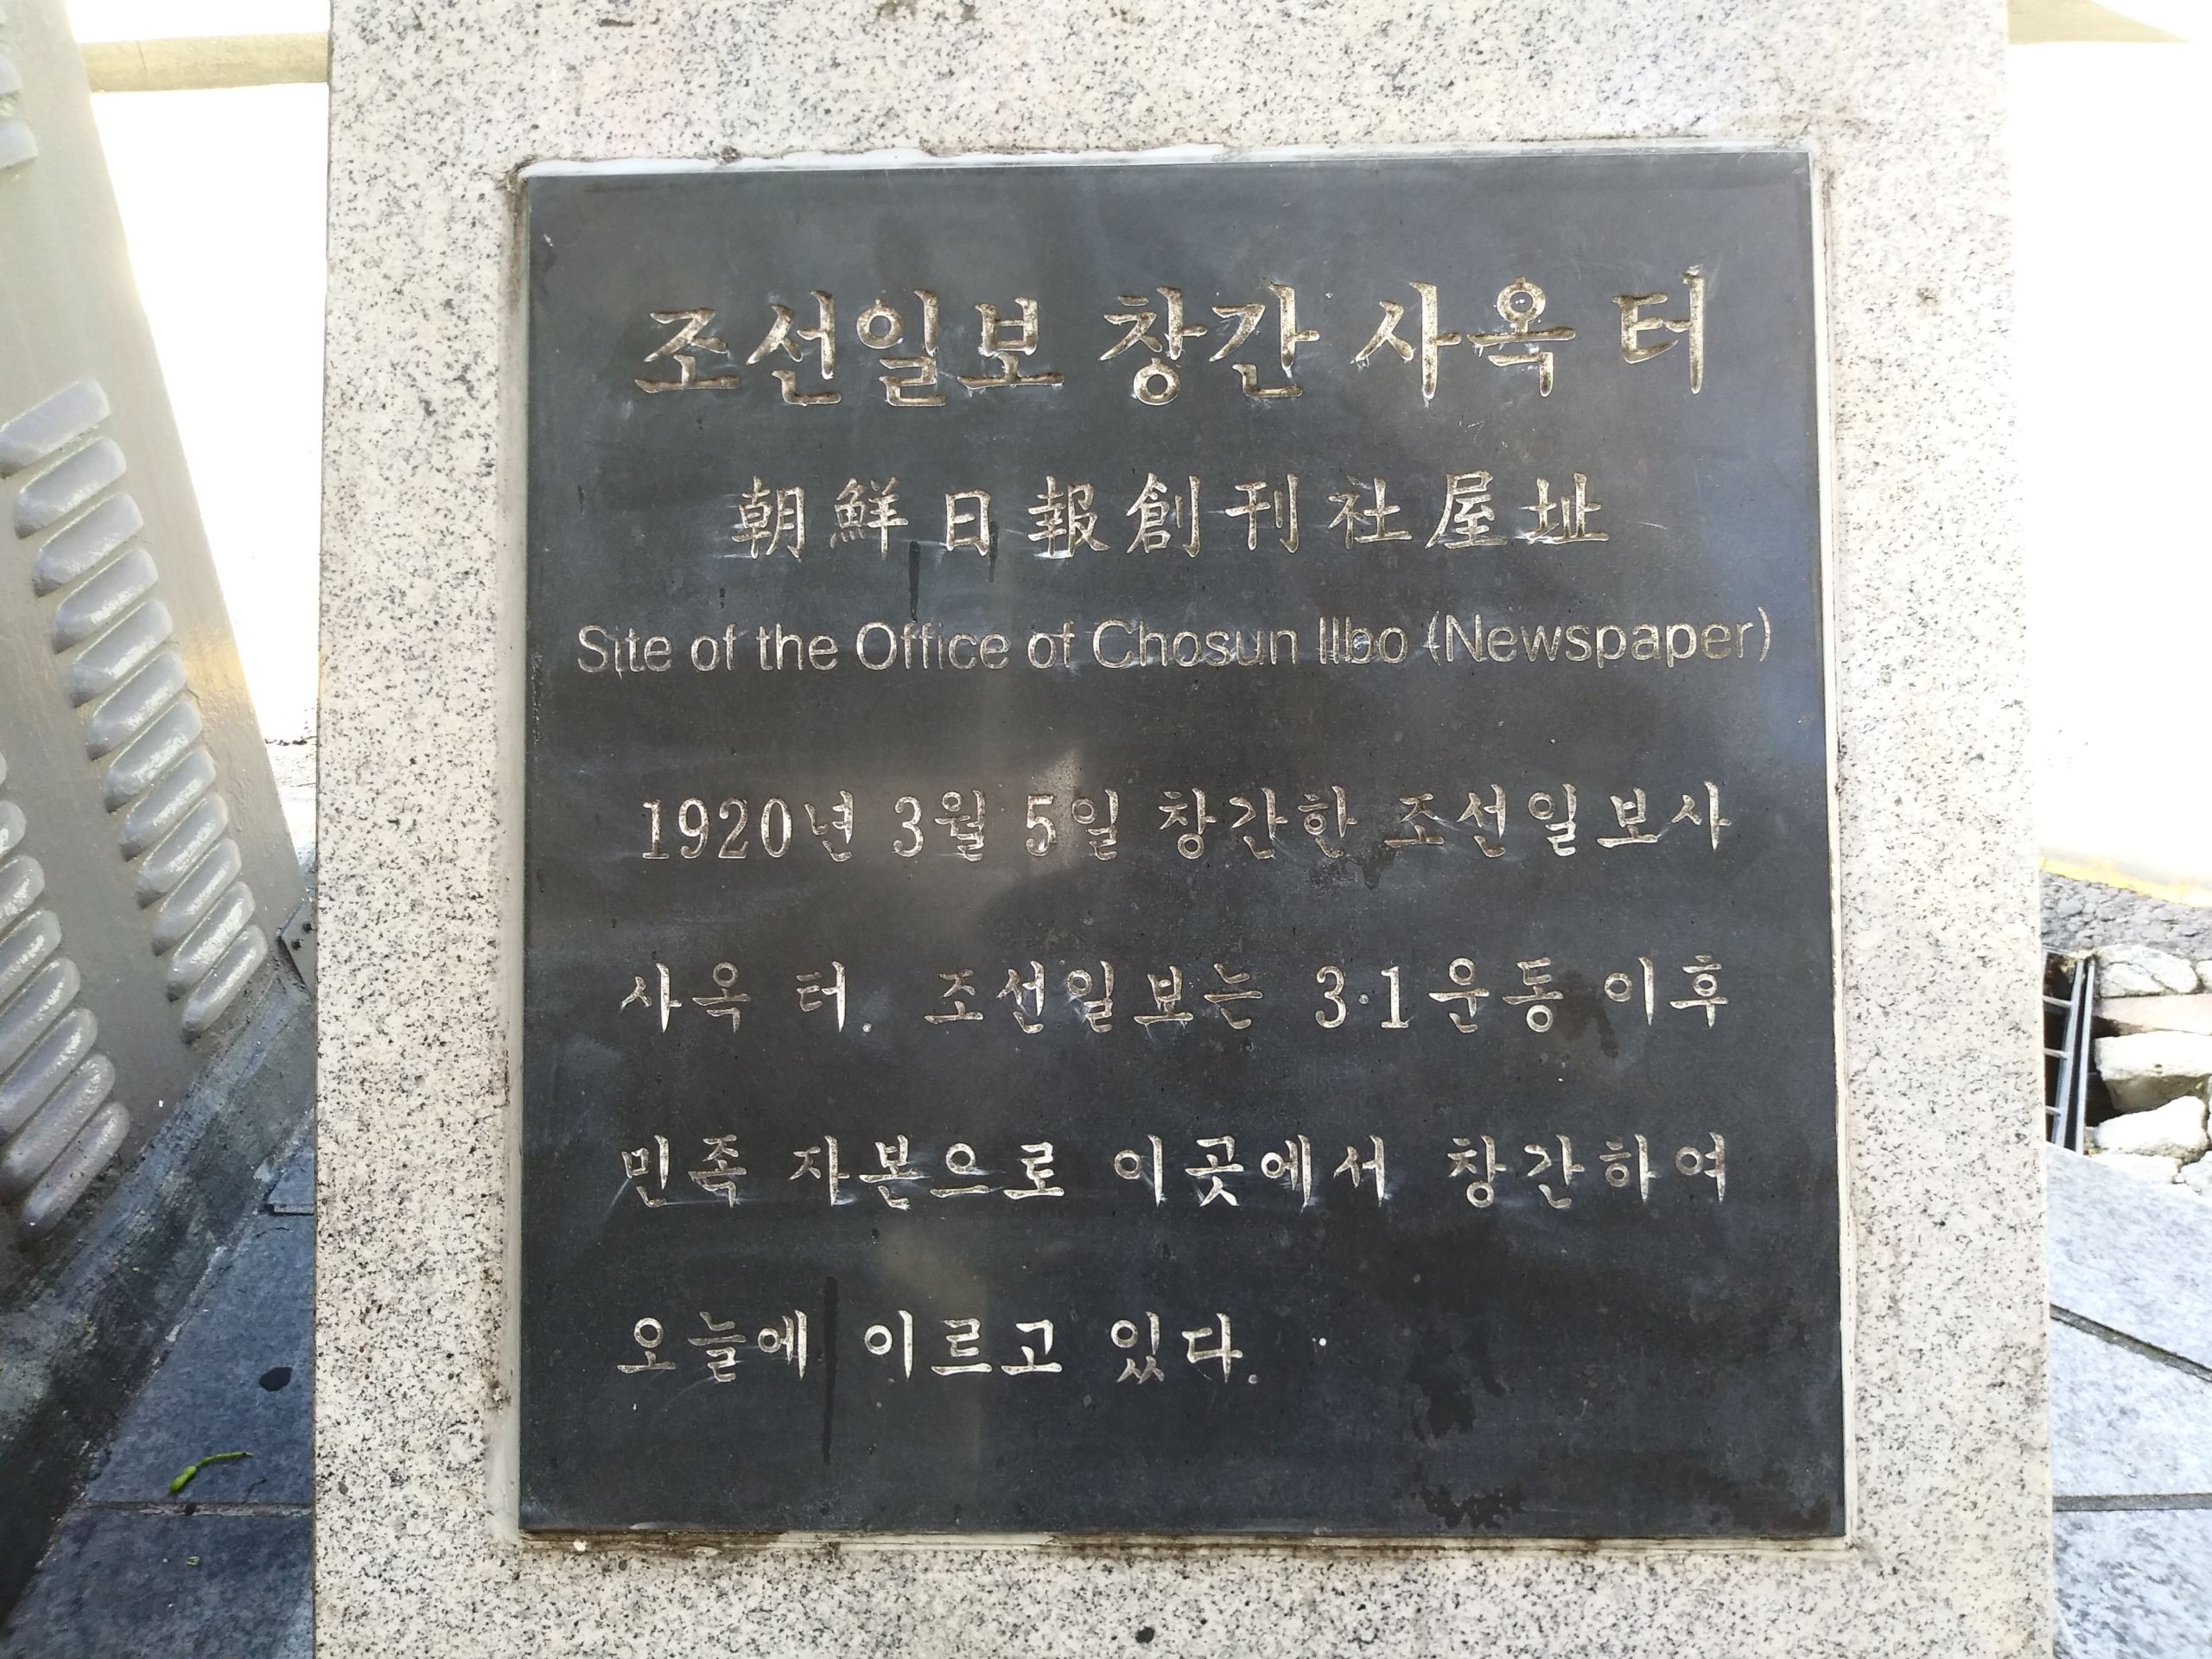 조선일보 창간 사옥 터
朝鮮日報創刊社屋址
Site of the Office of Chosun Ilbo (Newspaper)
1920년 3월 5일 창간한 조선일보사
사옥 터. 조선일보는 3·1운동 이후
민족 자본으로 이곳에서 창간하여
오늘에 이르고 있다.